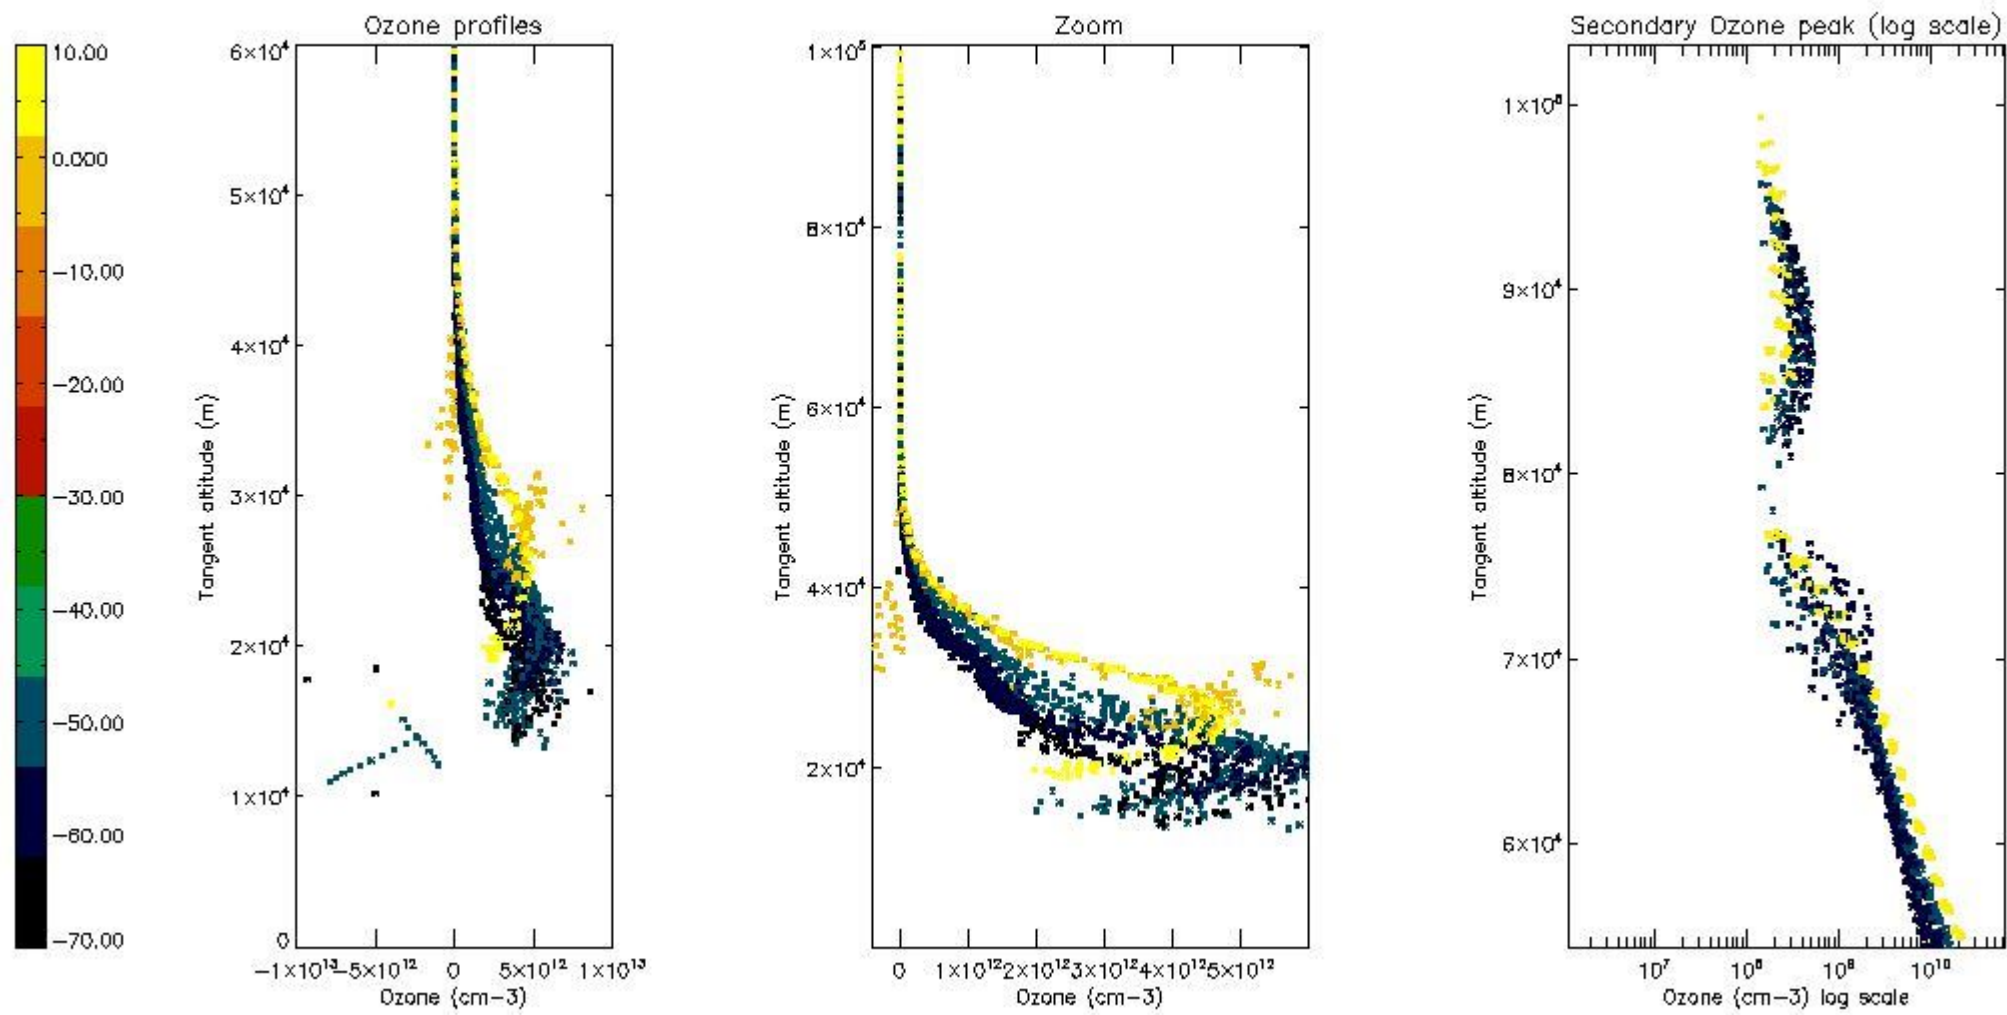 Ozone profiles
Zoom
Secondary Ozone peak (log scale)
10.00
0.000
−10.00
−20.00
−30.00
−40.00
−50.00
−60.00
−70.00
6×10⁴
5×10⁴
4×10⁴
3×10⁴
2×10⁴
1×10⁴
0
Tangent altitude (m)
−1×10¹³ −5×10¹² 0 5×10¹² 1×10¹³
Ozone (cm−3)
1×10⁵
8×10⁴
6×10⁴
4×10⁴
2×10⁴
Tangent altitude (m)
0 1×10¹² 2×10¹² 3×10¹² 4×10¹² 5×10¹²
Ozone (cm−3)
1×10⁵
9×10⁴
8×10⁴
7×10⁴
6×10⁴
Tangent altitude (m)
10⁷ 10⁸ 10⁹ 10¹⁰
Ozone (cm−3) log scale